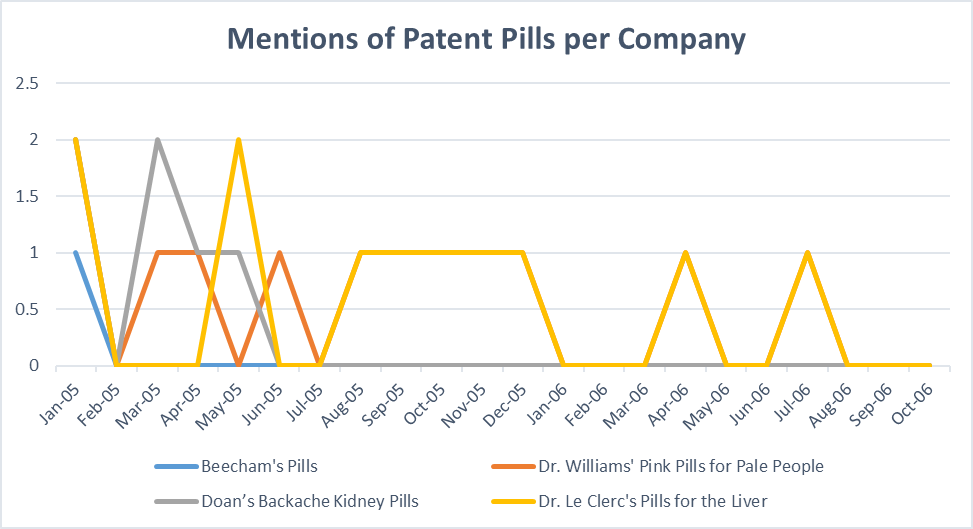 Mentions of Patent Pills per Company
2.5
2
1.5
1
0.5
0
Jan-05 Feb-05 Mar-05 Apr-05 May-05 Jun-05 Jul-05 Aug-05 Sep-05 Oct-05 Nov-05 Dec-05 Jan-06 Feb-06 Mar-06 Apr-06 May-06 Jun-06 Jul-06 Aug-06 Sep-06 Oct-06
Beecham's Pills Dr. Williams' Pink Pills for Pale People
Doan’s Backache Kidney Pills Dr. Le Clerc's Pills for the Liver